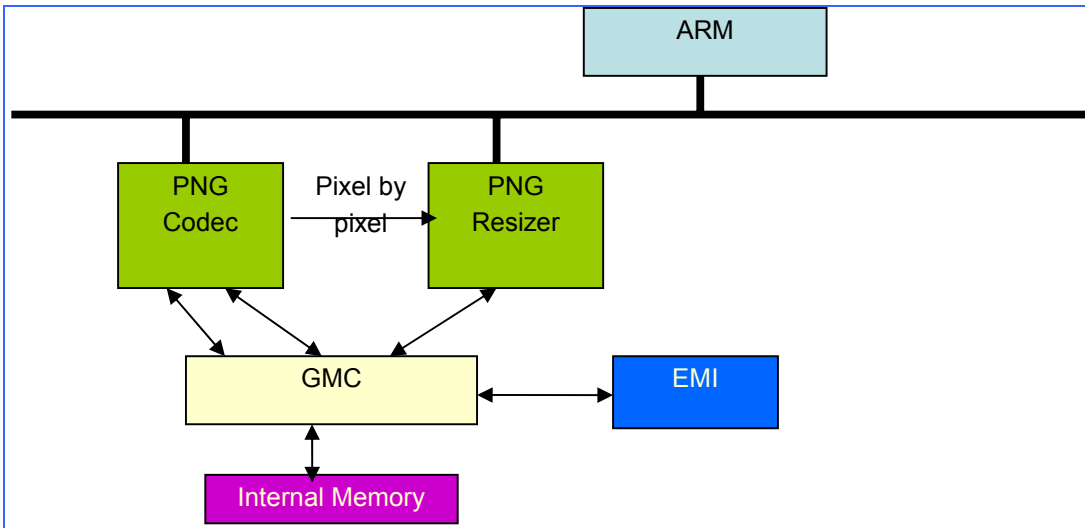 ARM
PNG
Codec
Pixel by
pixel
PNG
Resizer
GMC
EMI
Internal Memory